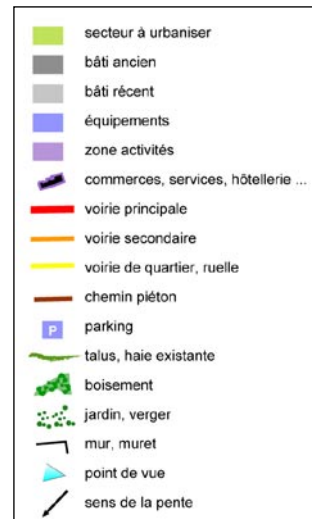 secteur à urbaniser
bâti ancien
bâti récent
équipements
zone activités
commerces, services, hôtellerie ...
voirie principale
voirie secondaire
voirie de quartier, ruelle
chemin piéton
P parking
talus, haie existante
boisement
jardin, verger
mur, muret
point de vue
sens de la pente